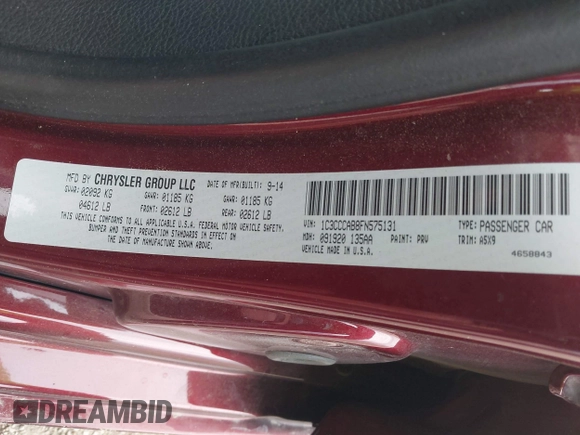 MFD BY CHRYSLER GROUP LLC DATE OF MFR(BUILT): 9-14
GVWR: 02092 KG GAWR: 01185 KG GAWR: 01185 KG
04612 LB FRONT: 02612 LB REAR: 02612 LB
THIS VEHICLE CONFORMS TO ALL APPLICABLE U.S.A. FEDERAL MOTOR VEHICLE SAFETY,
BUMPER AND THEFT PREVENTION STANDARDS IN EFFECT ON
THE DATE OF MANUFACTURE SHOWN ABOVE.
VIN: 1C3CCCAB8FN575131 TYPE: PASSENGER CAR
MDH: 091920 135AA PAINT: PRV TRIM: A5X9
VEHICLE MADE IN U.S.A. 4658843
DREAMBID